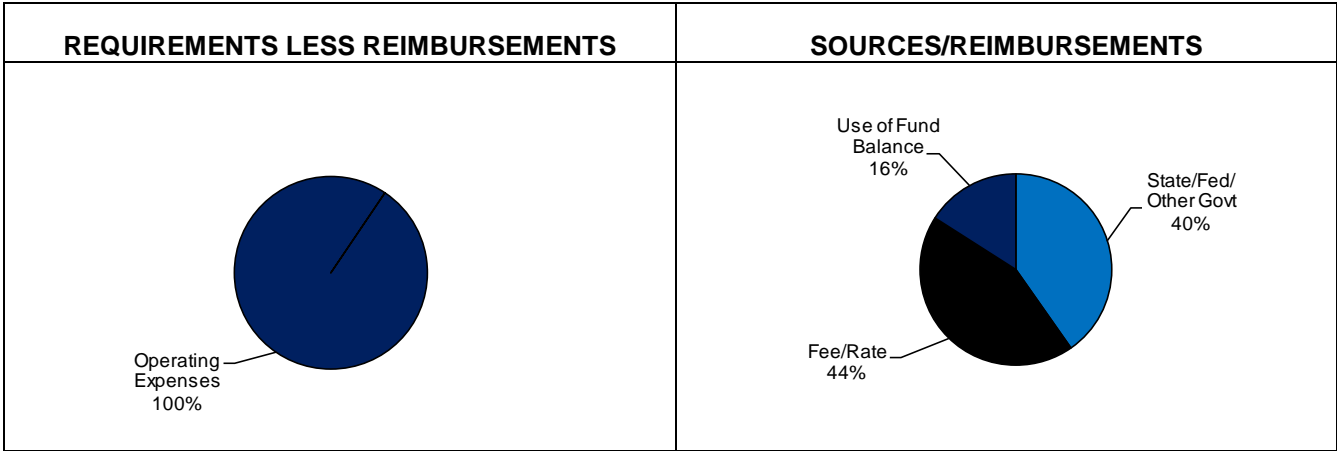 REQUIREMENTS LESS REIMBURSEMENTS
SOURCES/REIMBURSEMENTS
Operating
Expenses
100%
Use of Fund
Balance
16%
State/Fed/
Other Govt
40%
Fee/Rate
44%